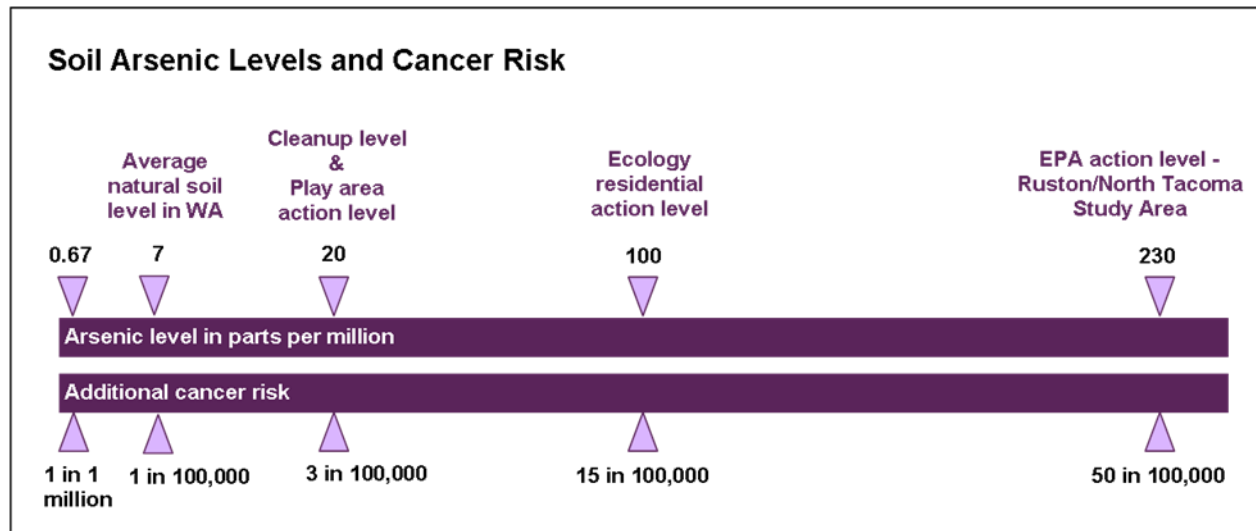 Soil Arsenic Levels and Cancer Risk
Average
natural soil
level in WA
Cleanup level
&
Play area
action level
Ecology
residential
action level
EPA action level -
Ruston/North Tacoma
Study Area
0.67
7
20
100
230
Arsenic level in parts per million
Additional cancer risk
1 in 1
million
1 in 100,000
3 in 100,000
15 in 100,000
50 in 100,000